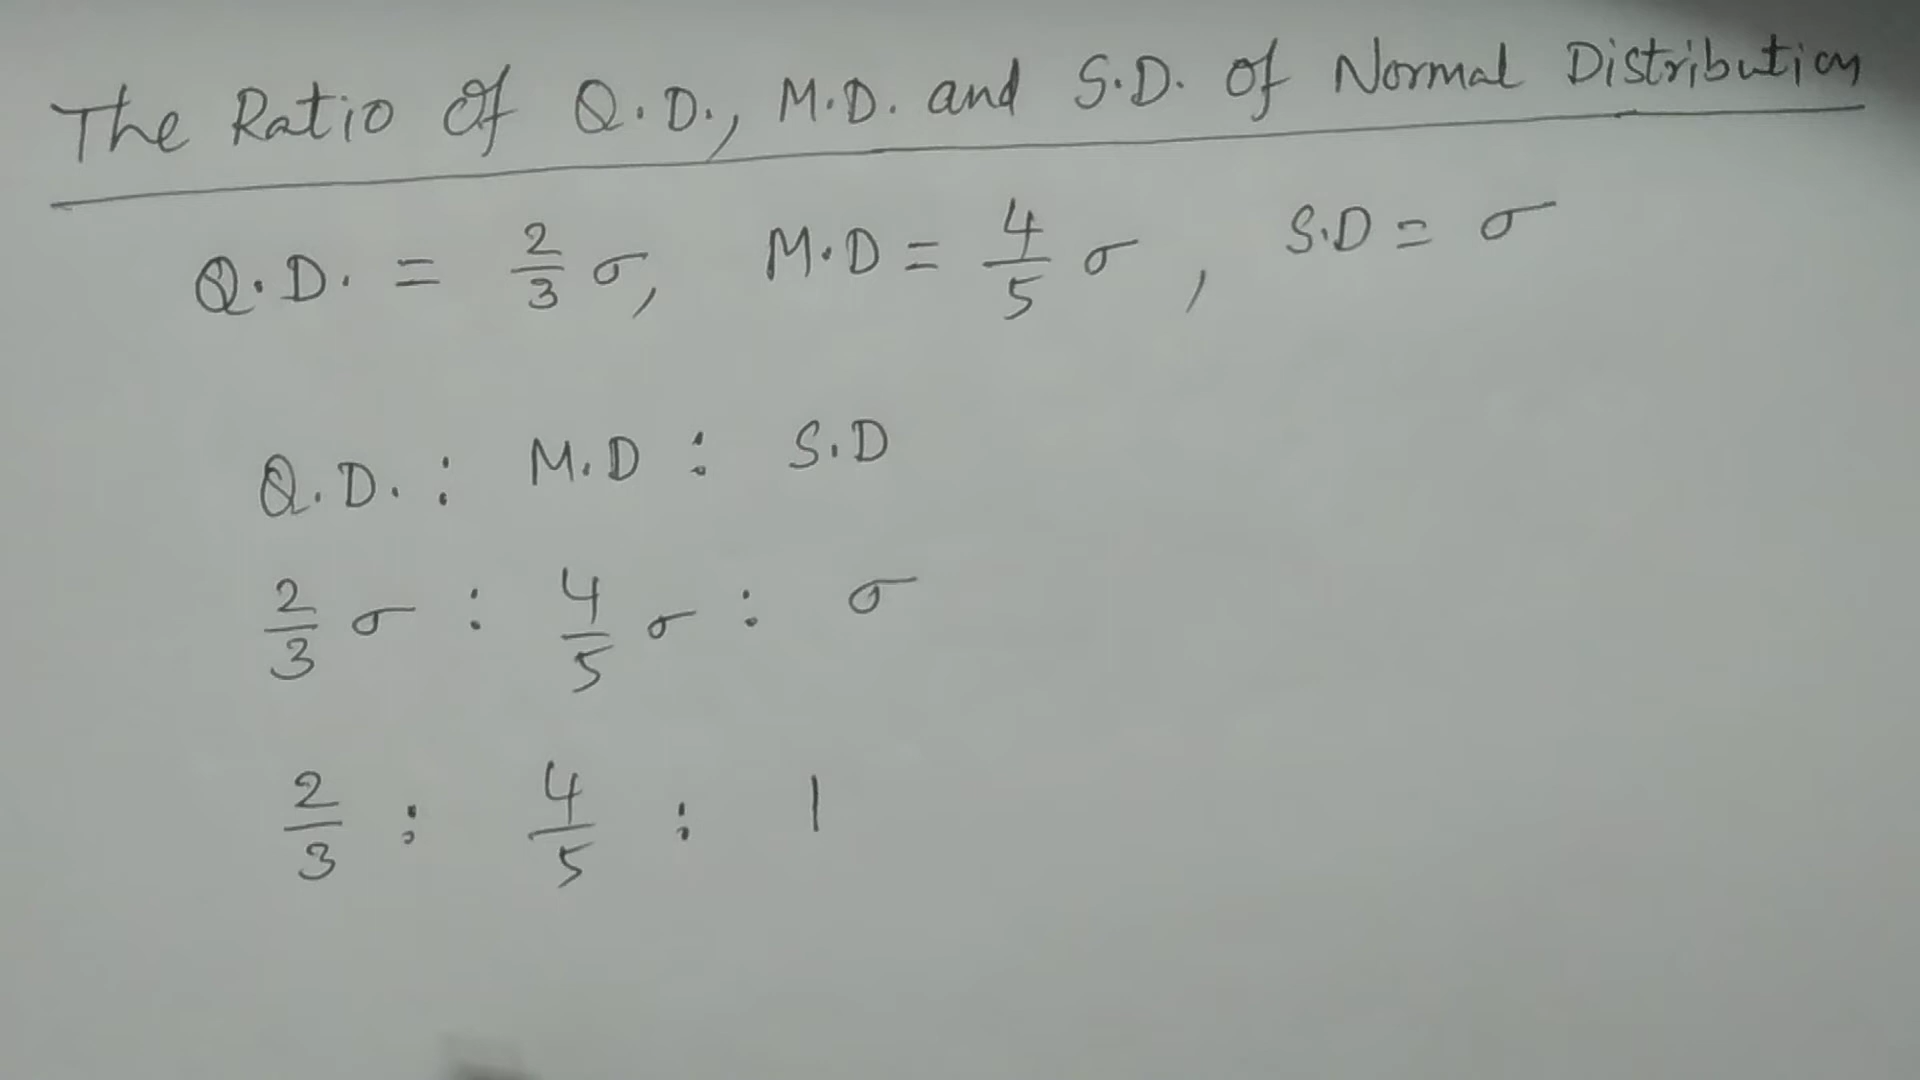 The Ratio Of Q.D., M.D. and S.D. of Normal Distribution
Q.D. = 2/3 σ, M.D = 4/5 σ, S.D = σ
Q.D. : M.D : S.D
2/3 σ : 4/5 σ : σ
2/3 : 4/5 : 1